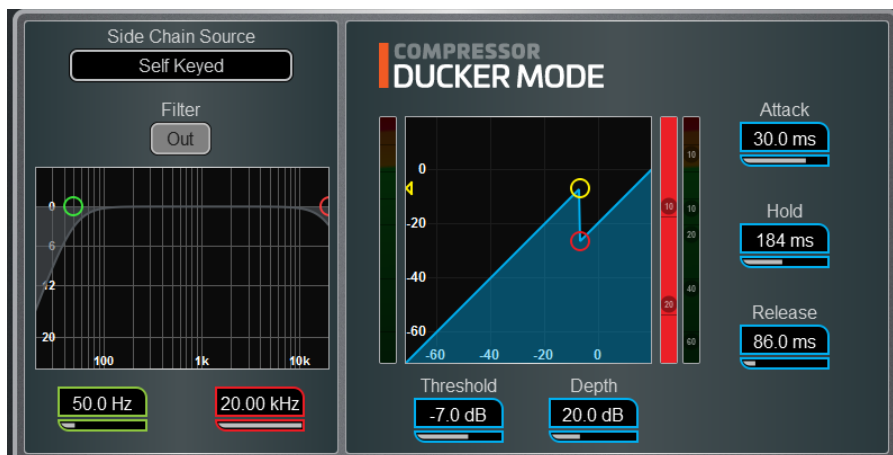 Side Chain Source
Self Keyed
Filter
Out
0
6
12
20
100 1k 10k
50.0 Hz 20.00 kHz
COMPRESSOR
DUCKER MODE
0
-20
-40
-60
-60 -40 -20 0
10
20
10
10
20
40
60
Threshold Depth
-7.0 dB 20.0 dB
Attack
30.0 ms
Hold
184 ms
Release
86.0 ms